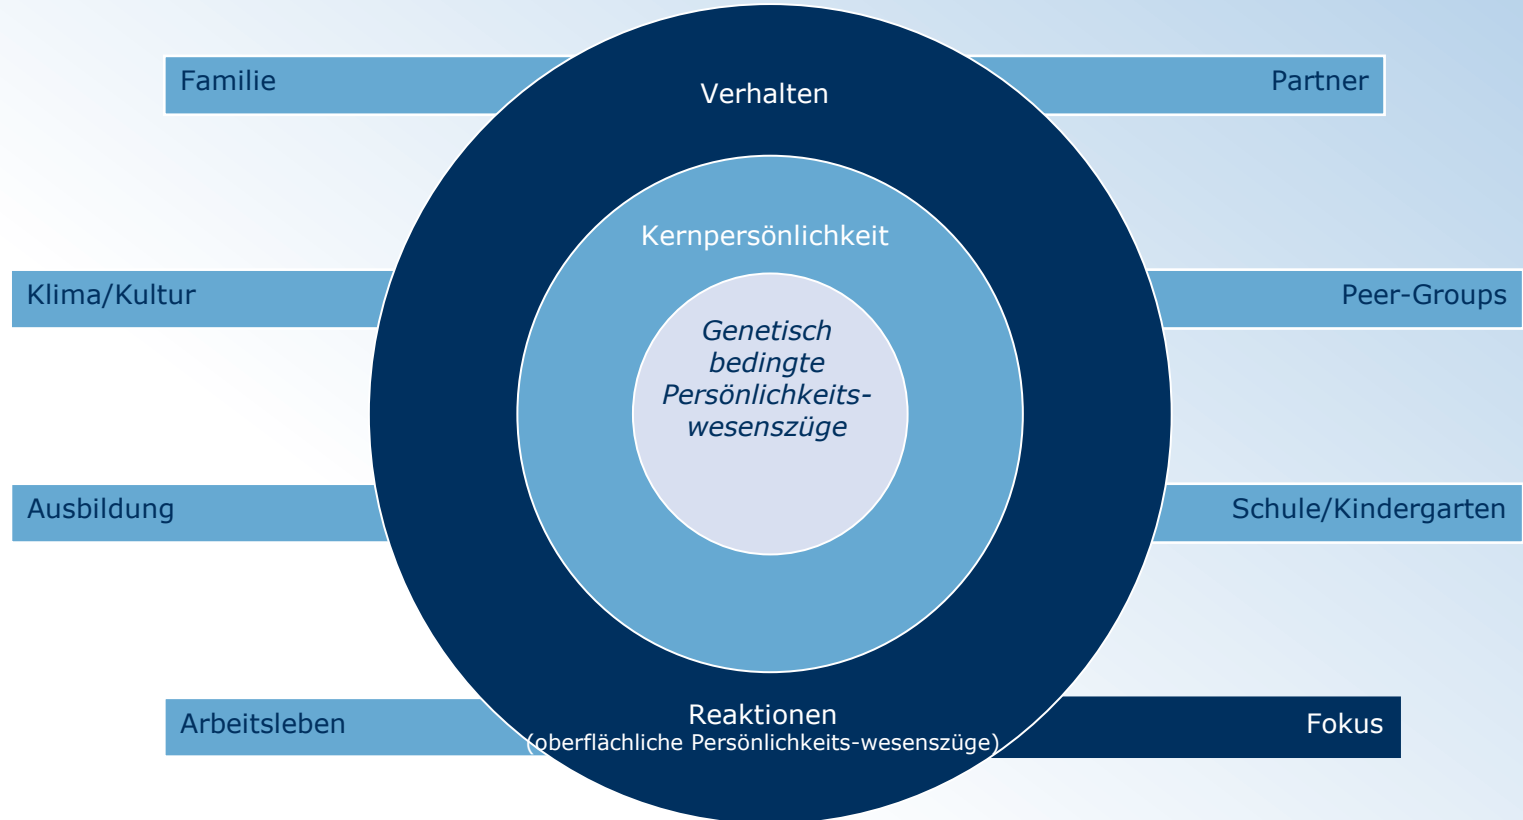 Familie
Verhalten
Partner
Kernpersönlichkeit
Klima/Kultur
Peer-Groups
Genetisch
bedingte
Persönlichkeits-
wesenszüge
Ausbildung
Schule/Kindergarten
Arbeitsleben
Reaktionen
(oberflächliche Persönlichkeits-wesenszüge)
Fokus